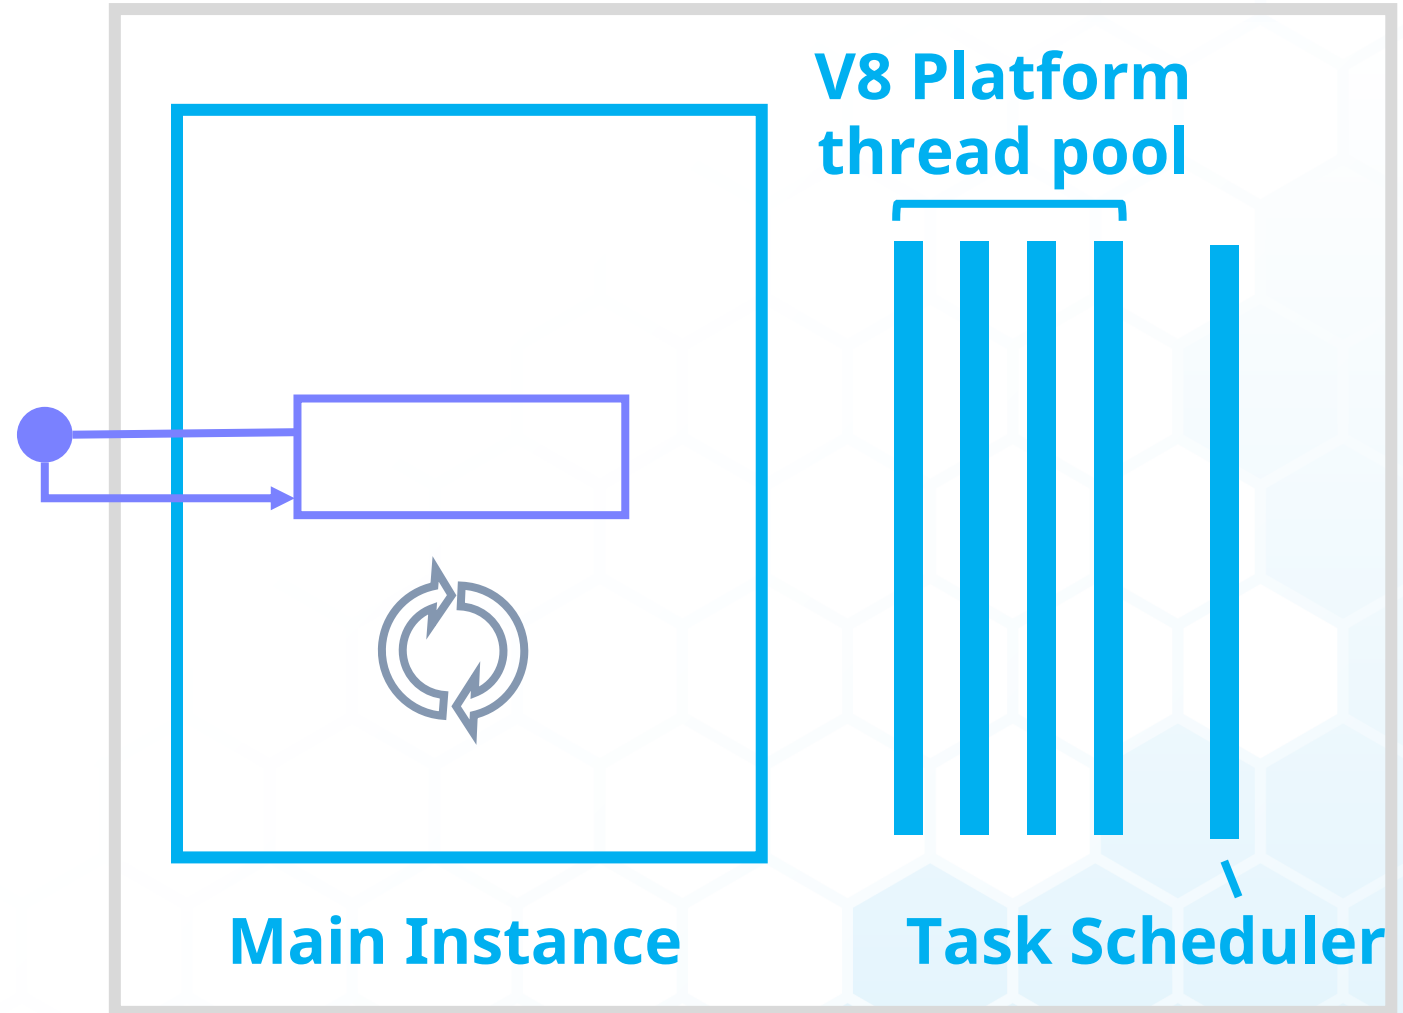 V8 Platform
thread pool
Main Instance
Task Scheduler